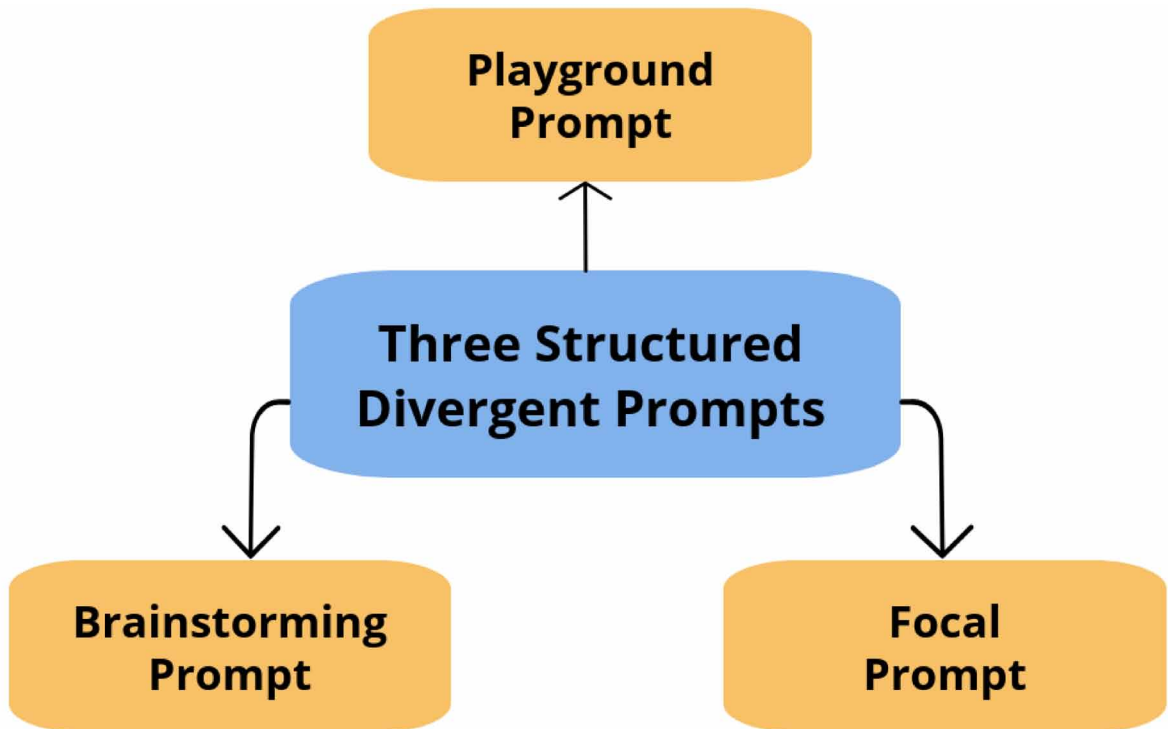 Playground
Prompt
Three Structured
Divergent Prompts
Brainstorming
Prompt
Focal
Prompt